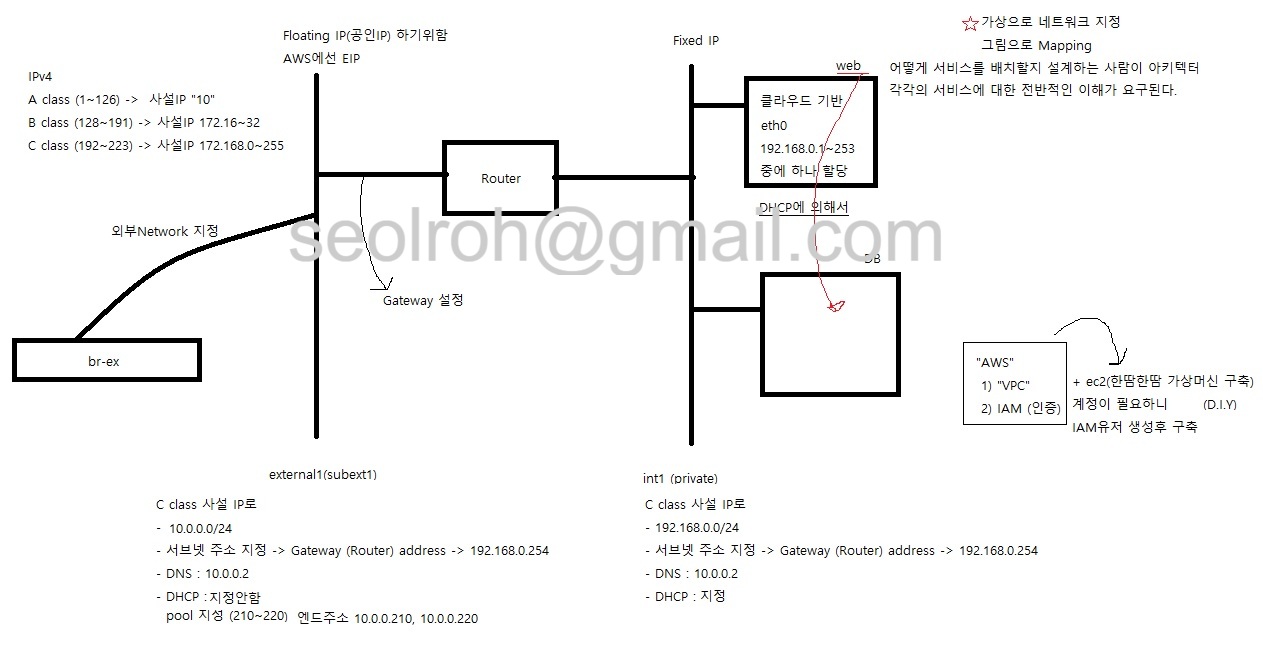 ☆가상으로 네트워크 지정
그림으로 Mapping
어떻게 서비스를 배치할지 설계하는 사람이 아키텍터
각각의 서비스에 대한 전반적인 이해가 요구된다.
Floating IP(공인IP) 하기위함
AWS에선 EIP
Fixed IP
IPv4
A class (1~126) -> 사설IP "10"
B class (128~191) -> 사설IP 172.16~32
C class (192~223) -> 사설IP 172.168.0~255
web
클라우드 기반
eth0
192.168.0.1~253
중에 하나 할당
DHCP에 의해서
Router
외부Network 지정
seolroh@gmail.com
Gateway 설정
DB
br-ex
"AWS"
1) "VPC"
2) IAM (인증)
+ ec2(한땀한땀 가상머신 구축)
계정이 필요하니 (D.I.Y)
IAM유저 생성후 구축
external1(subext1)
C class 사설 IP로
- 10.0.0.0/24
- 서브넷 주소 지정 -> Gateway (Router) address -> 192.168.0.254
- DNS : 10.0.0.2
- DHCP : 지정안함
pool 지성 (210~220) 엔드주소 10.0.0.210, 10.0.0.220
int1 (private)
C class 사설 IP로
- 192.168.0.0/24
- 서브넷 주소 지정 -> Gateway (Router) address -> 192.168.0.254
- DNS : 10.0.0.2
- DHCP : 지정